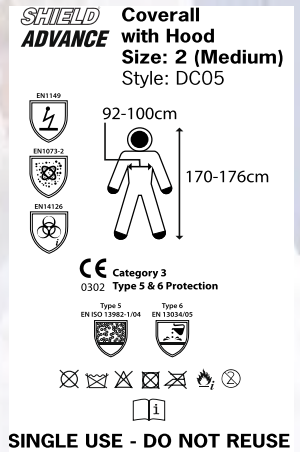 SHIELD
ADVANCE
Coverall
with Hood
Size: 2 (Medium)
Style: DC05
EN1149
EN1073-2
EN14126
i
92-100cm
170-176cm
CE
0302
Category 3
Type 5 & 6 Protection
Type 5
EN ISO 13982-1/04
Type 6
EN 13034/05
i
2
i
SINGLE USE - DO NOT REUSE